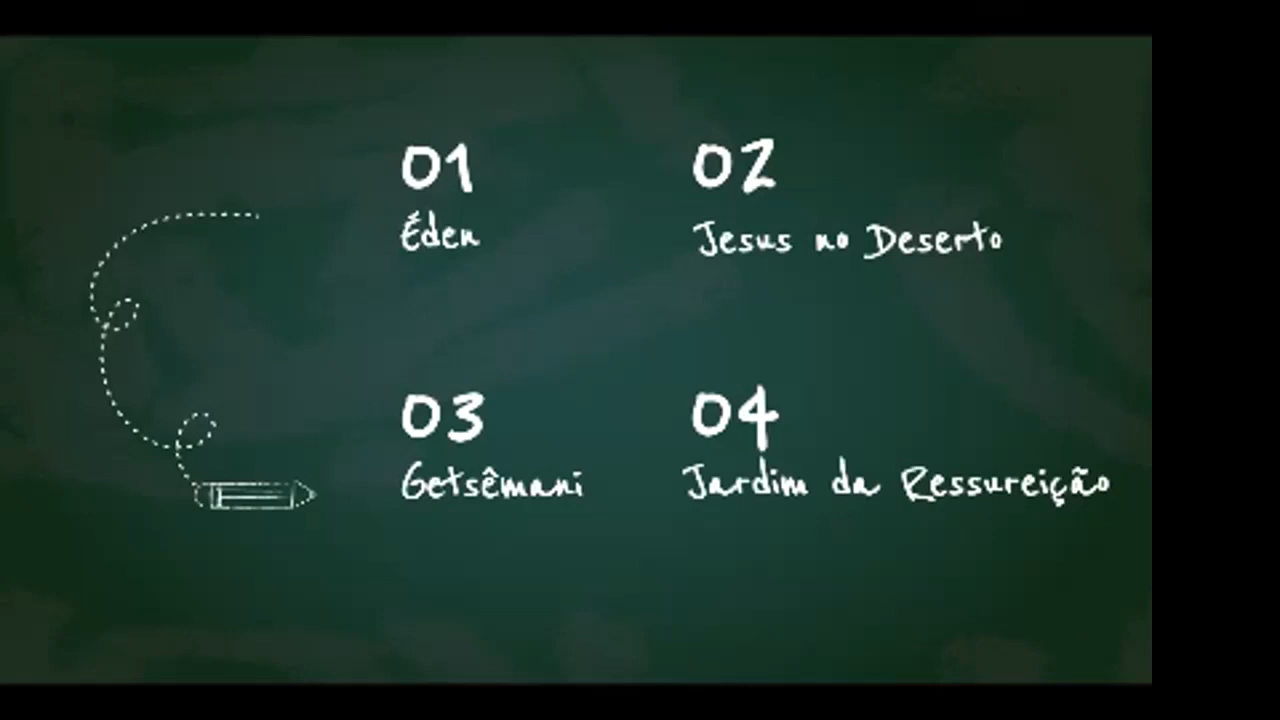 01
Éden
02
Jesus no Deserto
03
Getsêmani
04
Jardim da Ressureição